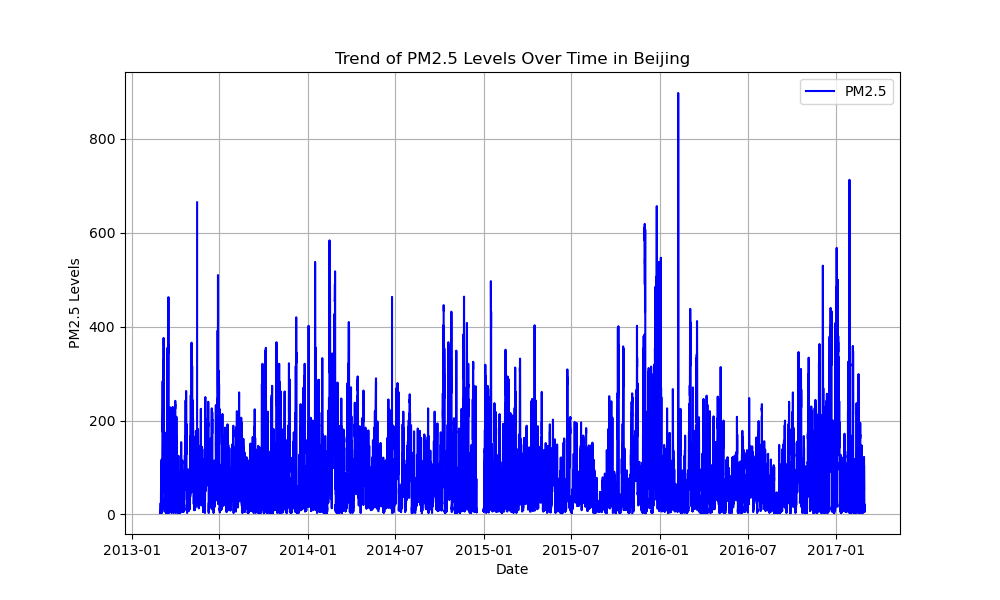 Trend of PM2.5 Levels Over Time in Beijing
PM2.5
PM2.5 Levels
800
600
400
200
0
2013-01 2013-07 2014-01 2014-07 2015-01 2015-07 2016-01 2016-07 2017-01
Date